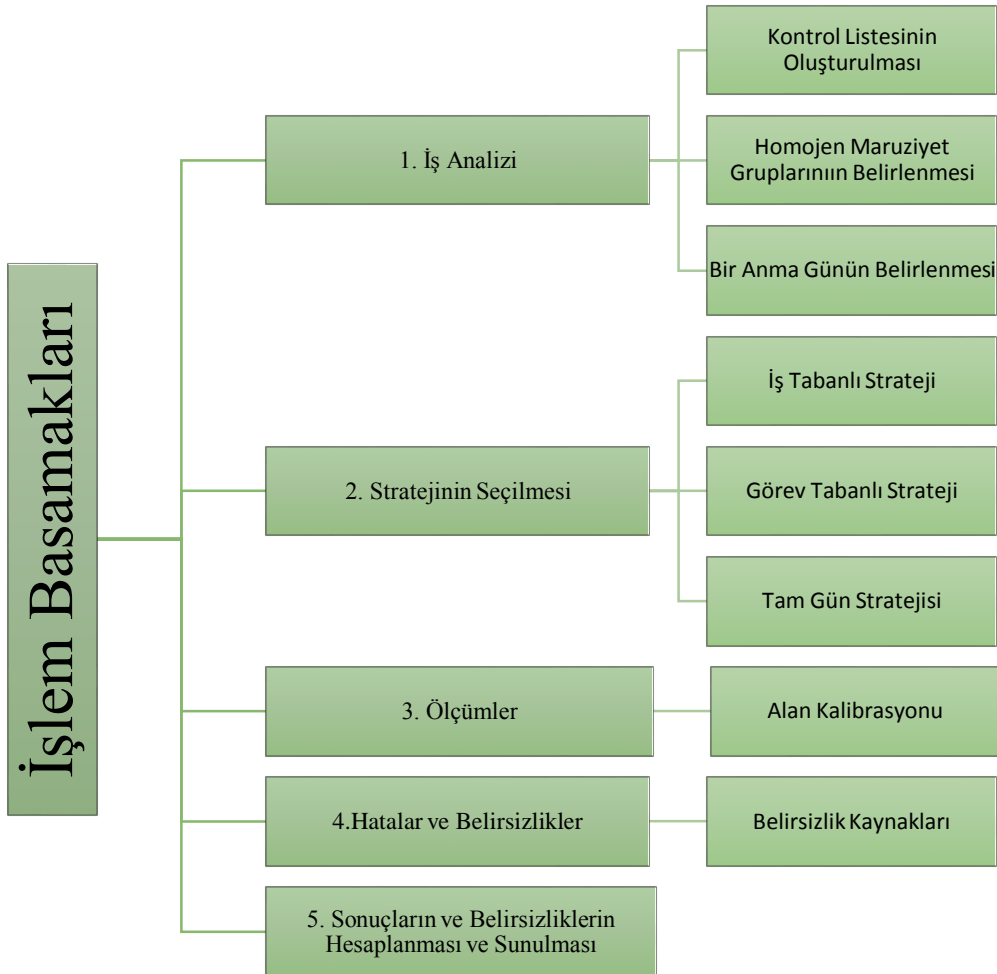 İşlem Basamakları
1. İş Analizi
Kontrol Listesinin
Oluşturulması
Homojen Maruziyet
Gruplarınıın Belirlenmesi
Bir Anma Günün Belirlenmesi
2. Stratejinin Seçilmesi
İş Tabanlı Strateji
Görev Tabanlı Strateji
Tam Gün Stratejisi
3. Ölçümler
Alan Kalibrasyonu
4.Hatalar ve Belirsizlikler
Belirsizlik Kaynakları
5. Sonuçların ve Belirsizliklerin
Hesaplanması ve Sunulması